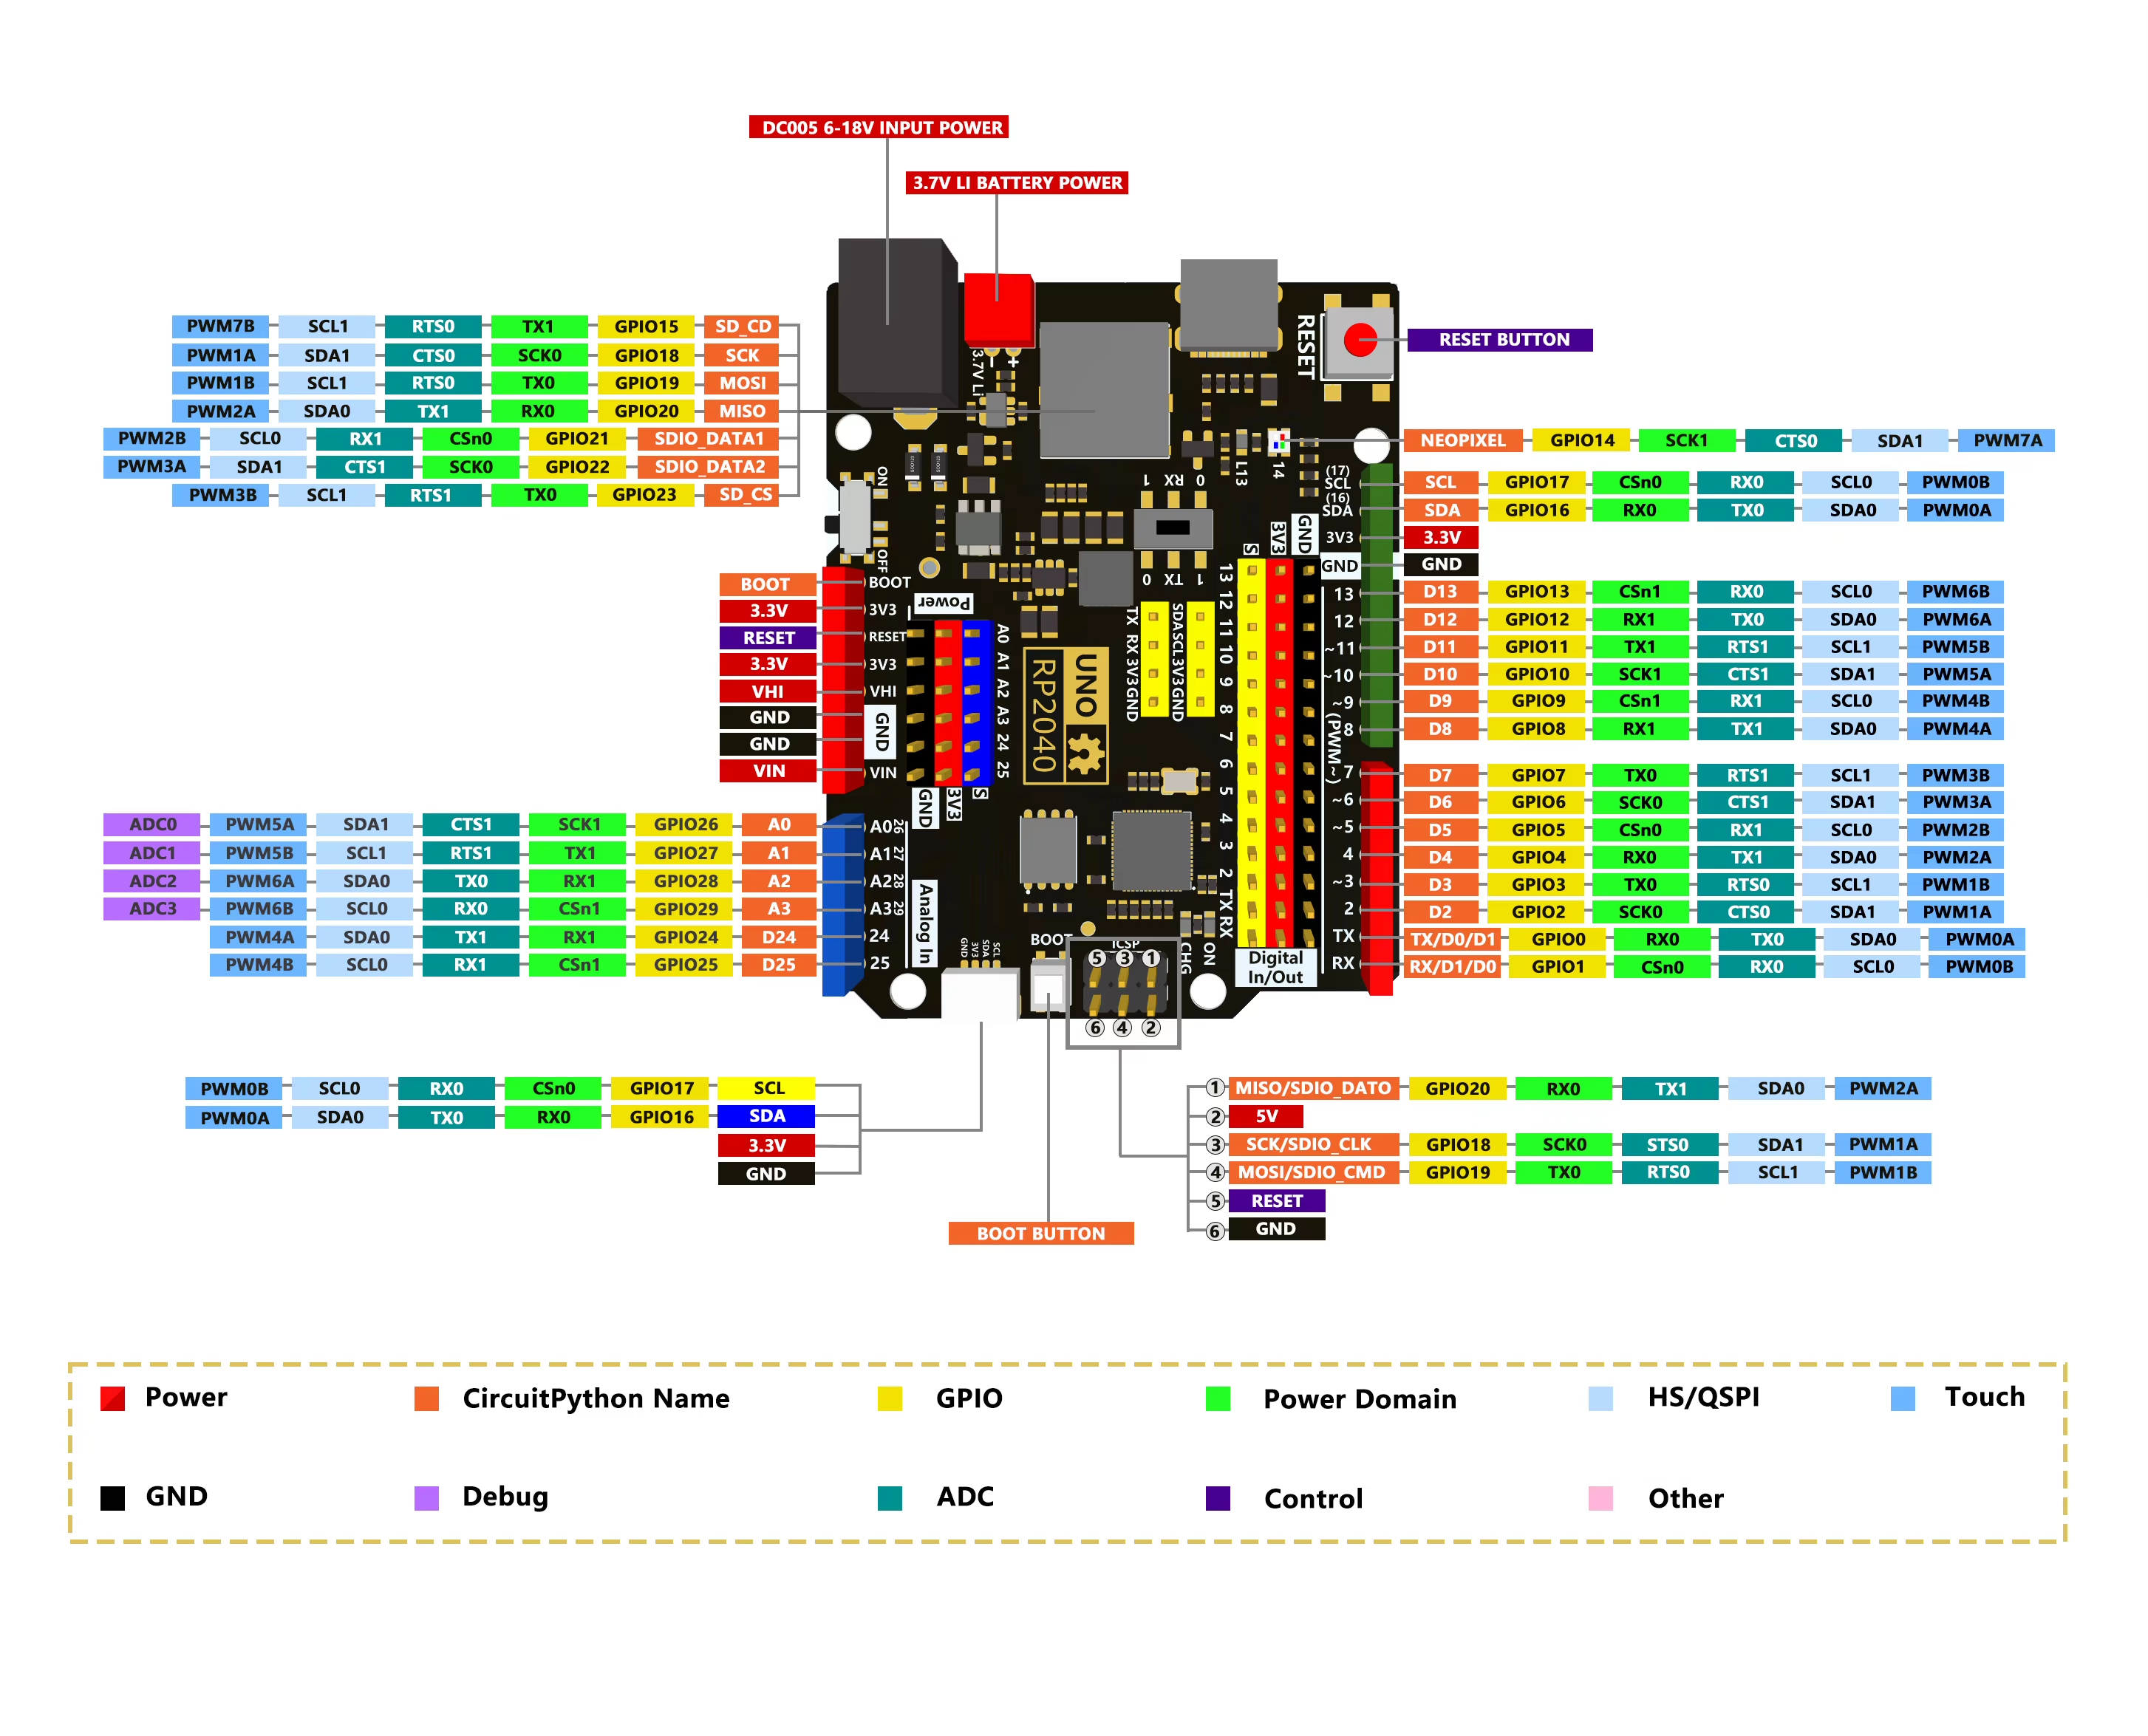 DC005 6-18V INPUT POWER
3.7V LI BATTERY POWER
PWM7B SCL1 RTS0 TX1 GPIO15 SD_CD
PWM1A SDA1 CTS0 SCK0 GPIO18 SCK
PWM1B SCL1 RTS0 TX0 GPIO19 MOSI
PWM2A SDA0 TX1 RX0 GPIO20 MISO
PWM2B SCL0 RX1 CSn0 GPIO21 SDIO_DATA1
PWM3A SDA1 CTS1 SCK0 GPIO22 SDIO_DATA2
PWM3B SCL1 RTS1 TX0 GPIO23 SD_CS
BOOT
3.3V
RESET
3.3V
VHI
GND
GND
VIN
ADC0 PWM5A SDA1 CTS1 SCK1 GPIO26 A0
ADC1 PWM5B SCL1 RTS1 TX1 GPIO27 A1
ADC2 PWM6A SDA0 TX0 RX1 GPIO28 A2
ADC3 PWM6B SCL0 RX0 CSn1 GPIO29 A3
PWM4A SDA0 TX1 RX1 GPIO24 D24
PWM4B SCL0 RX1 CSn1 GPIO25 D25
3.7V Li
- +
RESET
ON
OFF
L13
14
1 RX 0
0 TX 1
(17)
SCL
(16)
SDA
3V3
GND
13
12
~11
~10
~9
8
7
~6
~5
4
~3
2
TX
RX
(PWM~)
S 3V3 GND
13 12 11 10 9 8 7 6 5 4 3 2 TX RX
Digital
In/Out
BOOT
3V3
RESET
3V3
VHI
GND
VIN
Power
A0 A1 A2 A3 24 25
GND 3V3 S
TX RX 3V3 GND
SDA SCL 3V3 GND
UNO
RP2040
A0 26
A1 27
A2 28
A3 29
24
25
Analog In
GND 3V3 SDA SCL
BOOT
ICSP
CHG
ON
5 3 1
6 4 2
RESET BUTTON
NEOPIXEL GPIO14 SCK1 CTS0 SDA1 PWM7A
SCL GPIO17 CSn0 RX0 SCL0 PWM0B
SDA GPIO16 RX0 TX0 SDA0 PWM0A
3.3V
GND
D13 GPIO13 CSn1 RX0 SCL0 PWM6B
D12 GPIO12 RX1 TX0 SDA0 PWM6A
D11 GPIO11 TX1 RTS1 SCL1 PWM5B
D10 GPIO10 SCK1 CTS1 SDA1 PWM5A
D9 GPIO9 CSn1 RX1 SCL0 PWM4B
D8 GPIO8 RX1 TX1 SDA0 PWM4A
D7 GPIO7 TX0 RTS1 SCL1 PWM3B
D6 GPIO6 SCK0 CTS1 SDA1 PWM3A
D5 GPIO5 CSn0 RX1 SCL0 PWM2B
D4 GPIO4 RX0 TX1 SDA0 PWM2A
D3 GPIO3 TX0 RTS0 SCL1 PWM1B
D2 GPIO2 SCK0 CTS0 SDA1 PWM1A
TX/D0/D1 GPIO0 RX0 TX0 SDA0 PWM0A
RX/D1/D0 GPIO1 CSn0 RX0 SCL0 PWM0B
PWM0B SCL0 RX0 CSn0 GPIO17 SCL
PWM0A SDA0 TX0 RX0 GPIO16 SDA
3.3V
GND
BOOT BUTTON
1 MISO/SDIO_DATO GPIO20 RX0 TX1 SDA0 PWM2A
2 5V
3 SCK/SDIO_CLK GPIO18 SCK0 STS0 SDA1 PWM1A
4 MOSI/SDIO_CMD GPIO19 TX0 RTS0 SCL1 PWM1B
5 RESET
6 GND
Power CircuitPython Name GPIO Power Domain HS/QSPI Touch
GND Debug ADC Control Other